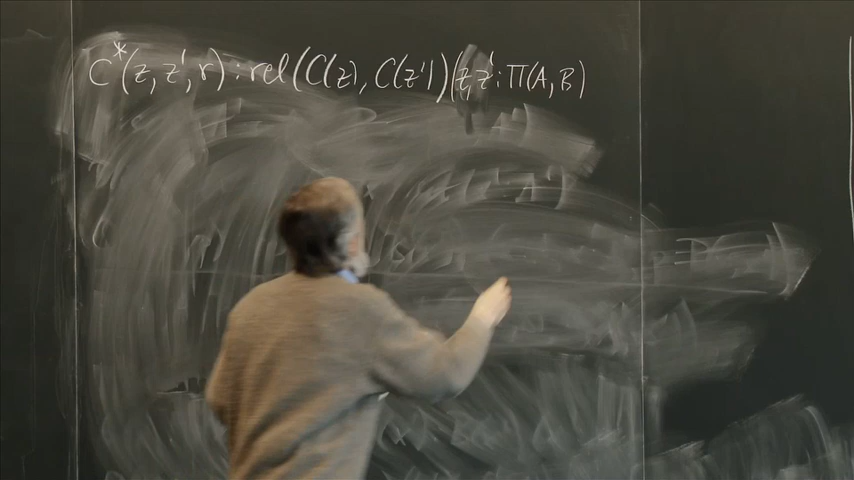 C*(z, z', r) : rel(C(z), C(z'))(z, z' : Π(A, B)